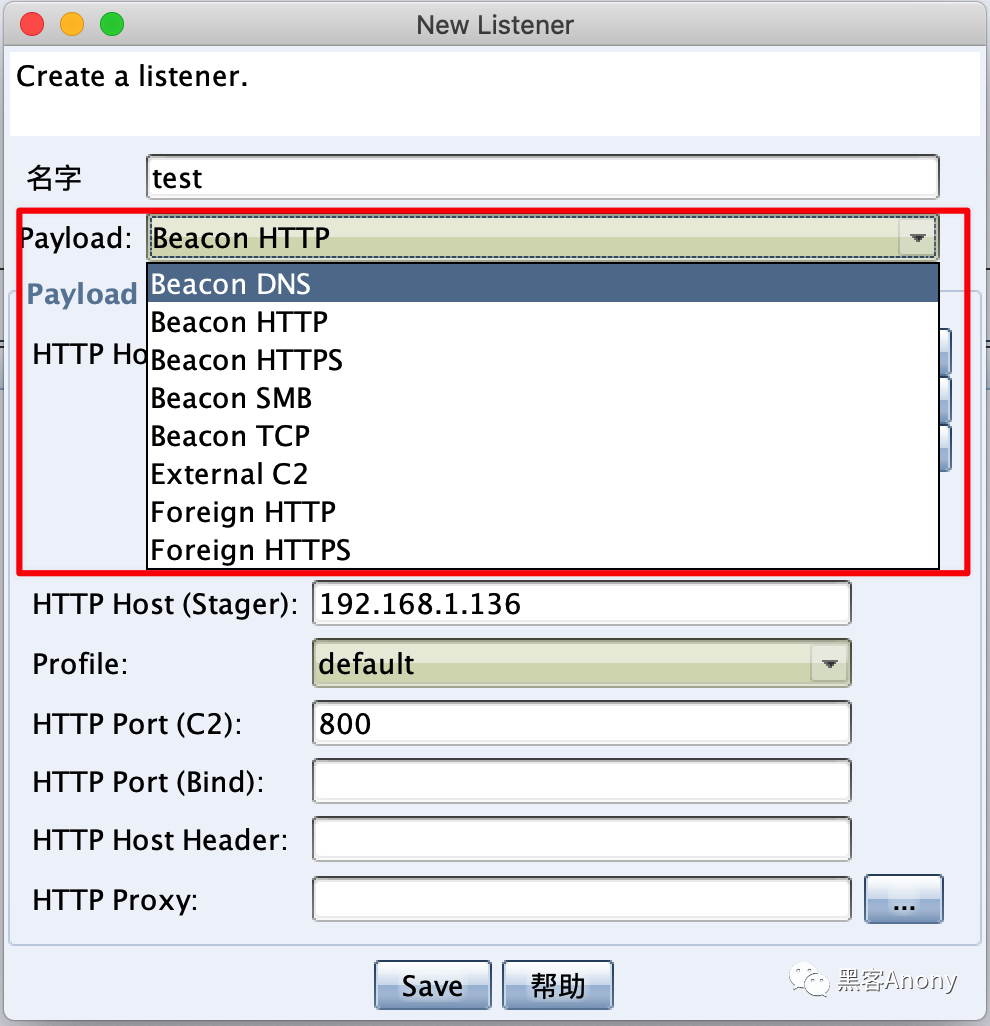 New Listener
Create a listener.
名字 test
Payload: Beacon HTTP
Payload
Beacon DNS
Beacon HTTP
HTTP Ho
Beacon HTTPS
Beacon SMB
Beacon TCP
External C2
Foreign HTTP
Foreign HTTPS
HTTP Host (Stager): 192.168.1.136
Profile: default
HTTP Port (C2): 800
HTTP Port (Bind):
HTTP Host Header:
HTTP Proxy: ...
Save 帮助
黑客Anony